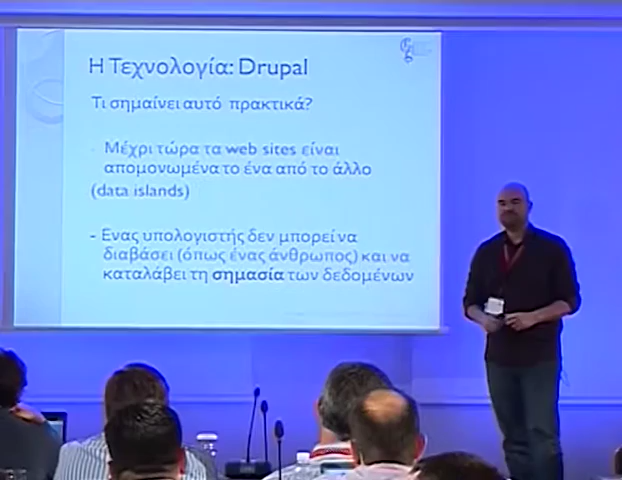 Η Τεχνολογία: Drupal
Τι σημαίνει αυτό πρακτικά?
- Μέχρι τώρα τα web sites είναι
απομονωμένα το ένα από το άλλο
(data islands)
- Ενας υπολογιστής δεν μπορεί να
διαβάσει (όπως ένας άνθρωπος) και να
καταλάβει τη σημασία των δεδομένων